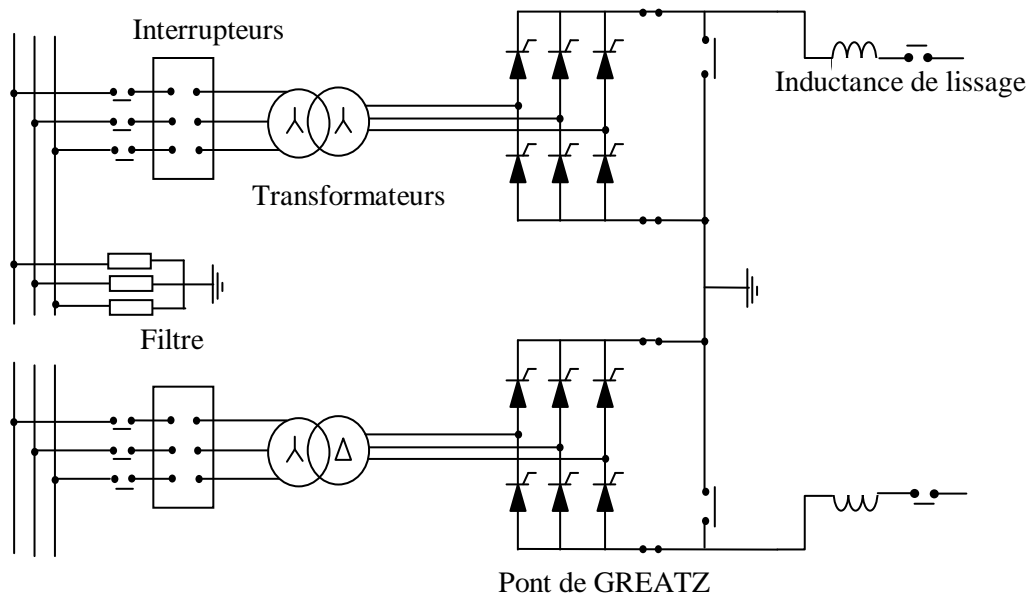 Interrupteurs
Inductance de lissage
Transformateurs
Filtre
Pont de GREATZ